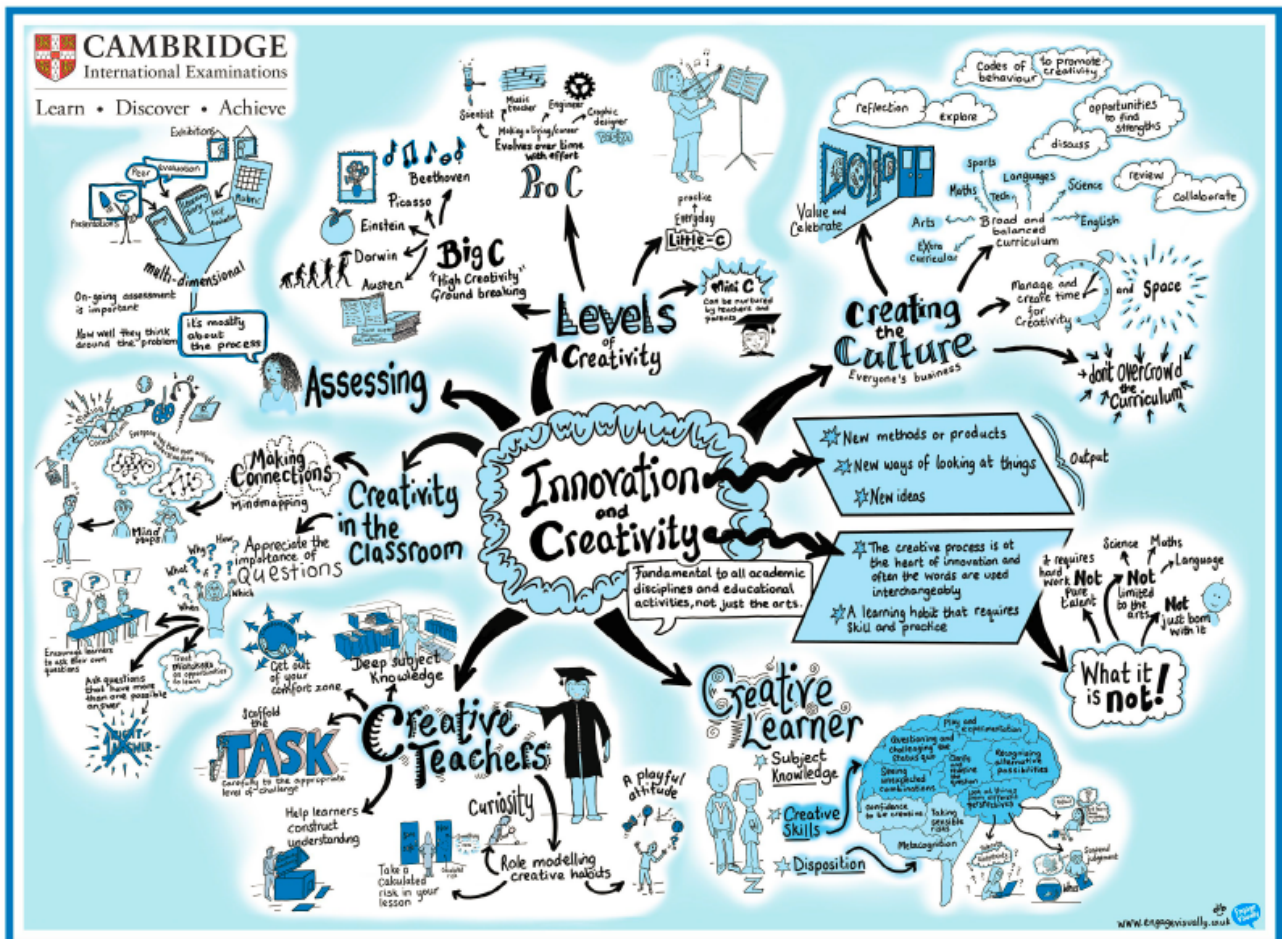 CAMBRIDGE
International Examinations
Learn • Discover • Achieve
Exhibitions
Peer
Evaluation
Rubric
Presentations
multi-dimensional
On-going assessment
is important
How well they think
around the problem
it's mostly
about
the process
Assessing
Levels
of
Creativity
Big C
"High Creativity"
Ground breaking
Beethoven
Picasso
Einstein
Darwin
Austen
Pro C
Scientist
Music
teacher
Engineer
Graphic
designer
Making a living/career
Evolves over time
with effort
practice
Everyday
Little-c
Mini C
Can be nurtured
by teachers and
parents
Creating
the
Culture
Everyone's business
Value and
Celebrate
reflection
explore
Codes of
behaviour
to promote
creativity
opportunities
to find
strengths
discuss
review
Collaborate
Sports
Languages
Maths
Tech
Science
Arts
English
Extra
Curricular
Broad and
balanced
curriculum
Manage and
create time
for
Creativity
and
Space
don't Overcrowd
the
Curriculum
Innovation
and
Creativity
Fundamental to all academic
disciplines and educational
activities, not just the arts.
New methods or products
New ways of looking at things
New ideas
Output
The creative process is at
the heart of innovation and
often the words are used
interchangeably
A learning habit that requires
skill and practice
What it
is not!
it requires
hard
work
Not
pure
talent
Science
Maths
Language
Not
limited
to the
arts
Not
just born
with it
Creativity
in the
Classroom
Making
Connections
Mindmapping
Mind
maps
Appreciate the
importance of
Questions
Why?
How?
What?
When
Which
Encourage learners
to ask their own
questions
Treat
mistakes
as opportunities
to learn
Ask questions
that have more
than one possible
answer
RIGHT
ANSWER
Creative
Teachers
Deep subject
Knowledge
Get out
of your
comfort zone
Scaffold
the
TASK
Carefully to the appropriate
level of challenge
Help learners
construct
understanding
Curiosity
Role modelling
creative habits
Take a
calculated
risk in your
lesson
A playful
attitude
Creative
Learner
Subject
Knowledge
Creative
Skills
Disposition
Play and
experimentation
Questioning and
challenging the
status quo
Clarify and
redefine
the
question
Recognising
alternative
possibilities
Seeing
unexpected
combinations
Look at things
from different
perspectives
Confidence
to be creative
Taking
sensible
risks
Metacognition
Suspend
judgement
www.engagevisually.co.uk
Engage
Visually